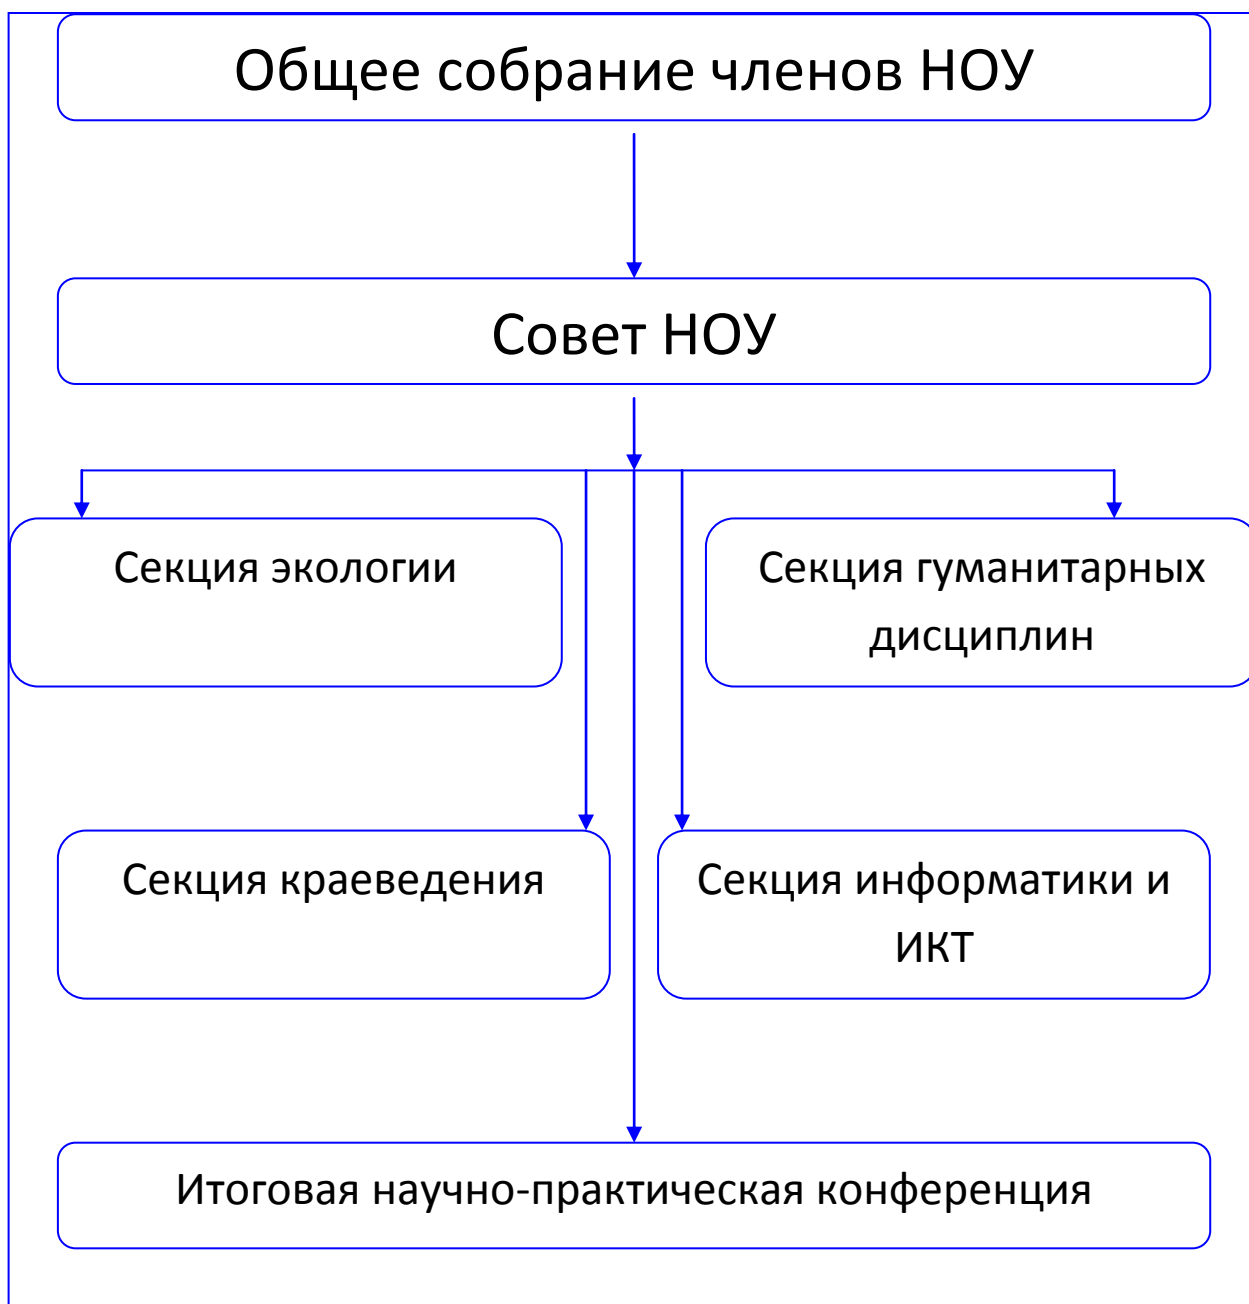 Общее собрание членов НОУ
Совет НОУ
Секция экологии
Секция гуманитарных
дисциплин
Секция краеведения
Секция информатики и
ИКТ
Итоговая научно-практическая конференция